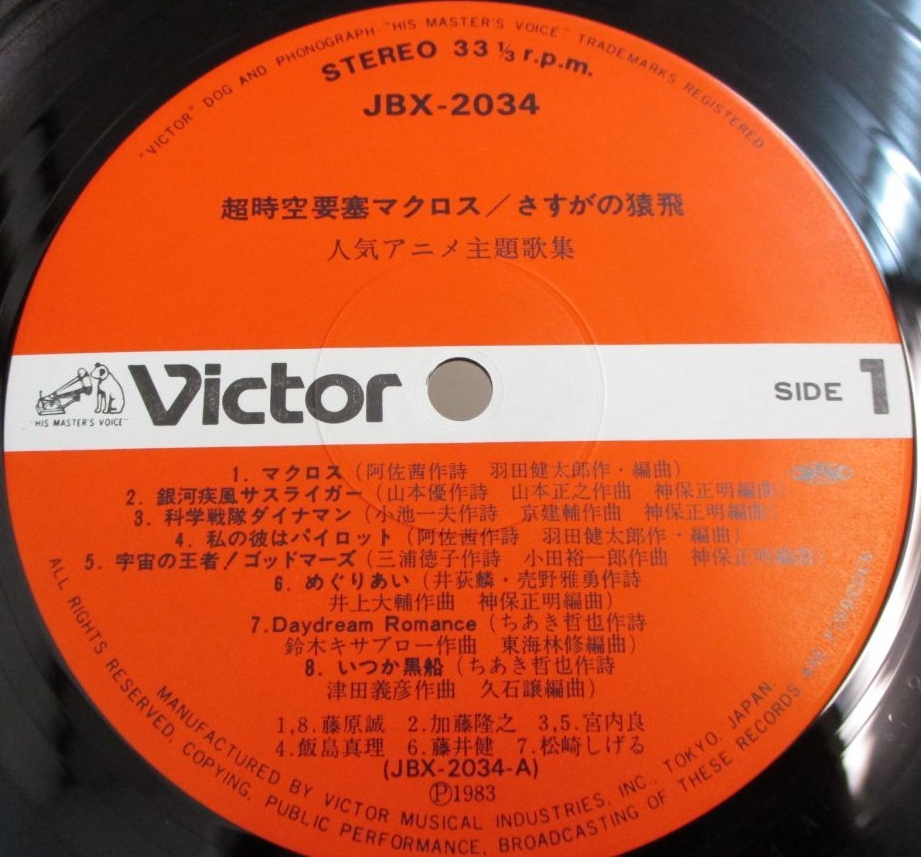 "VICTOR" DOG AND PHONOGRAPH "HIS MASTER'S VOICE" TRADEMARKS REGISTERED
STEREO 33 1/3 r.p.m.
JBX-2034
超時空要塞マクロス/さすがの猿飛
人気アニメ主題歌集
"HIS MASTER'S VOICE"
Victor
SIDE 1
1. マクロス(阿佐茜作詩 羽田健太郎作・編曲)
2. 銀河疾風サスライガー(山本優作詩 山本正之作曲 神保正明編曲)
3. 科学戦隊ダイナマン(小池一夫作詩 京建輔作曲 神保正明編曲)
4. 私の彼はパイロット(阿佐茜作詩 羽田健太郎作・編曲)
5. 宇宙の王者!ゴッドマーズ(三浦徳子作詩 小田裕一郎作曲 神保正明編曲)
6. めぐりあい(井荻麟・売野雅勇作詩
井上大輔作曲 神保正明編曲)
7.Daydream Romance(ちあき哲也作詩
鈴木キサブロー作曲 東海林修編曲)
8. いつか黒船(ちあき哲也作詩
津田義彦作曲 久石譲編曲)
1,8.藤原誠 2.加藤隆之 3,5.宮内良
4.飯島真理 6.藤井健 7.松崎しげる
(JBX-2034-A)
Ⓟ1983
MANUFACTURED BY VICTOR MUSICAL INDUSTRIES, INC., TOKYO, JAPAN.
ALL RIGHTS RESERVED. COPYING, PUBLIC PERFORMANCE, BROADCASTING OF THESE RECORDS ARE